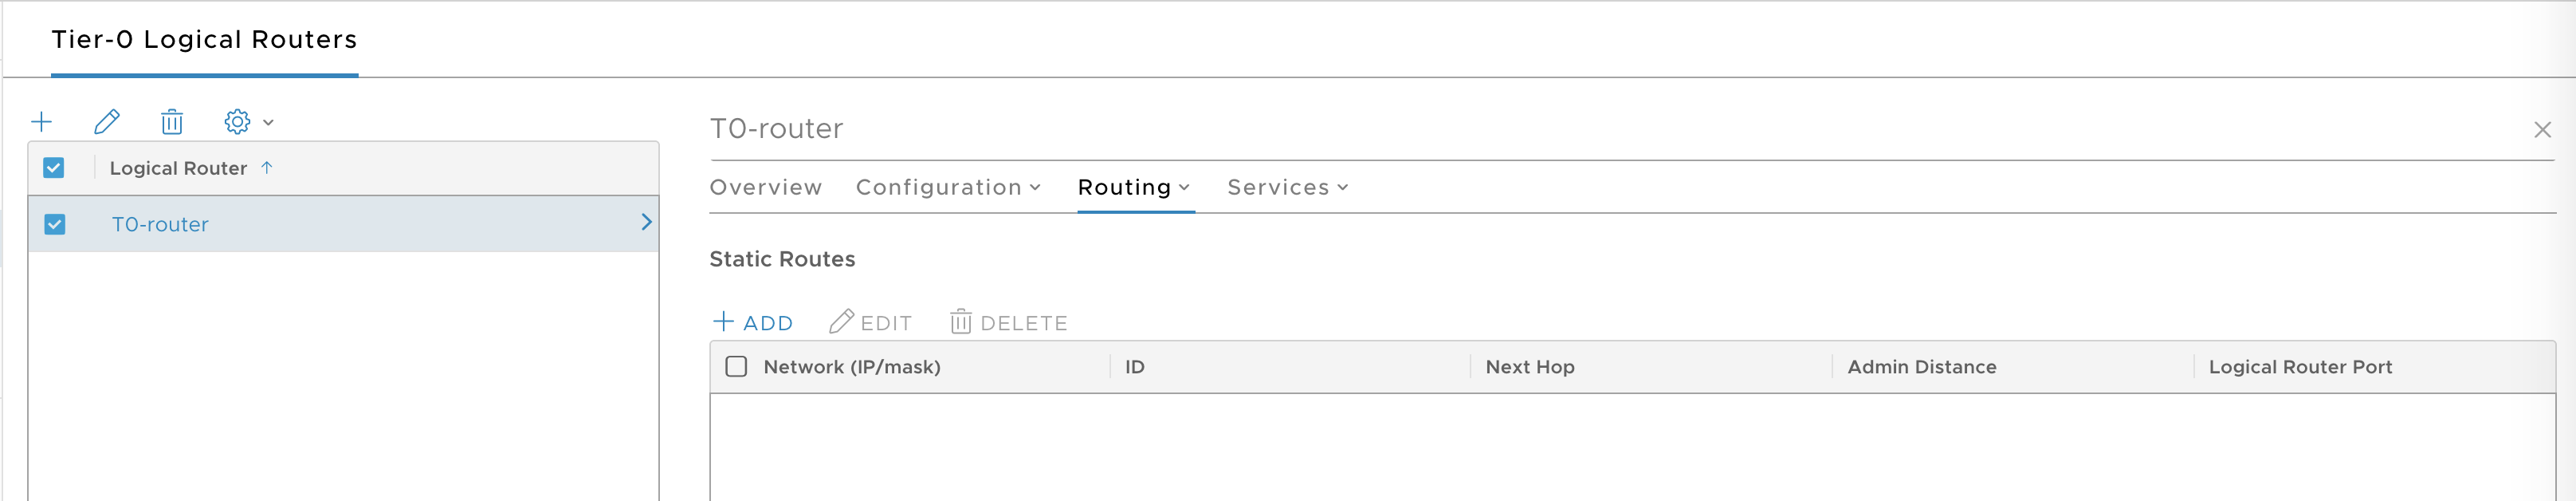 Tier-0 Logical Routers
Logical Router
T0-router
T0-router
Overview Configuration Routing Services
Static Routes
ADD EDIT DELETE
Network (IP/mask) ID Next Hop Admin Distance Logical Router Port